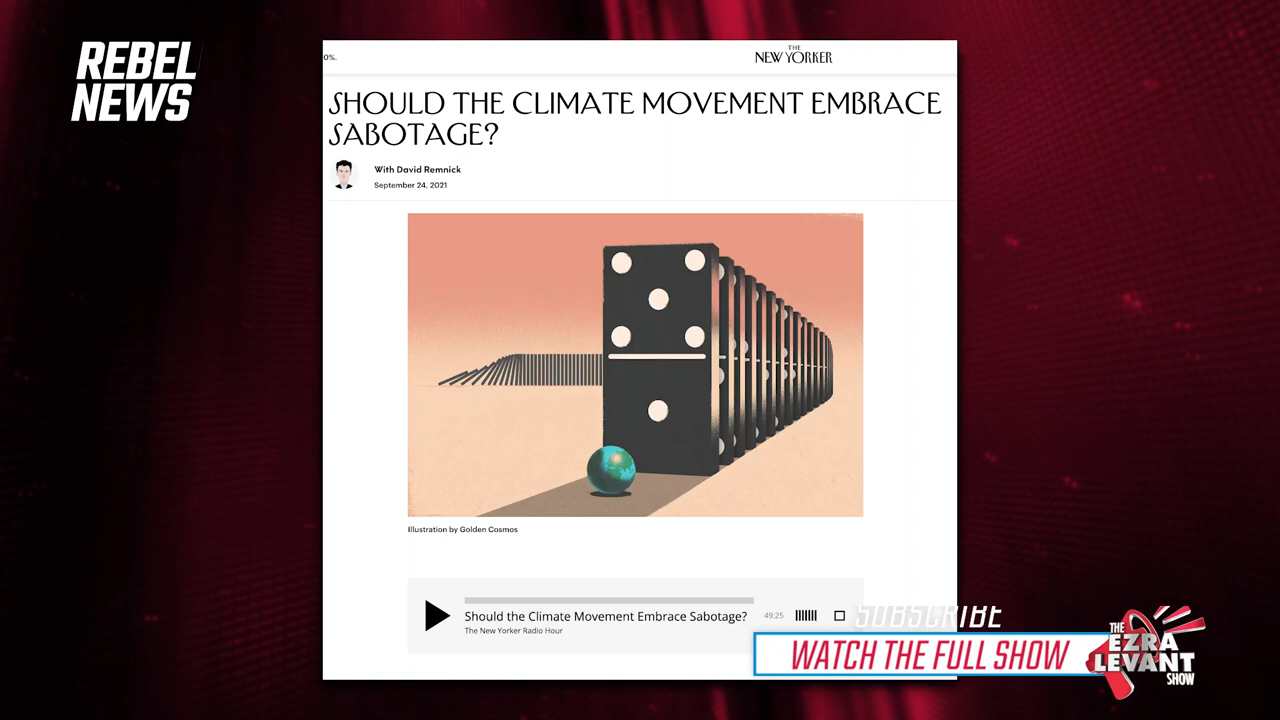 REBEL
NEWS
0%.
THE
NEW YORKER
SHOULD THE CLIMATE MOVEMENT EMBRACE
SABOTAGE?
With David Remnick
September 24, 2021
Illustration by Golden Cosmos
Should the Climate Movement Embrace Sabotage?
49:25
The New Yorker Radio Hour
SUBSCRIBE
WATCH THE FULL SHOW
THE
EZRA
LEVANT
SHOW